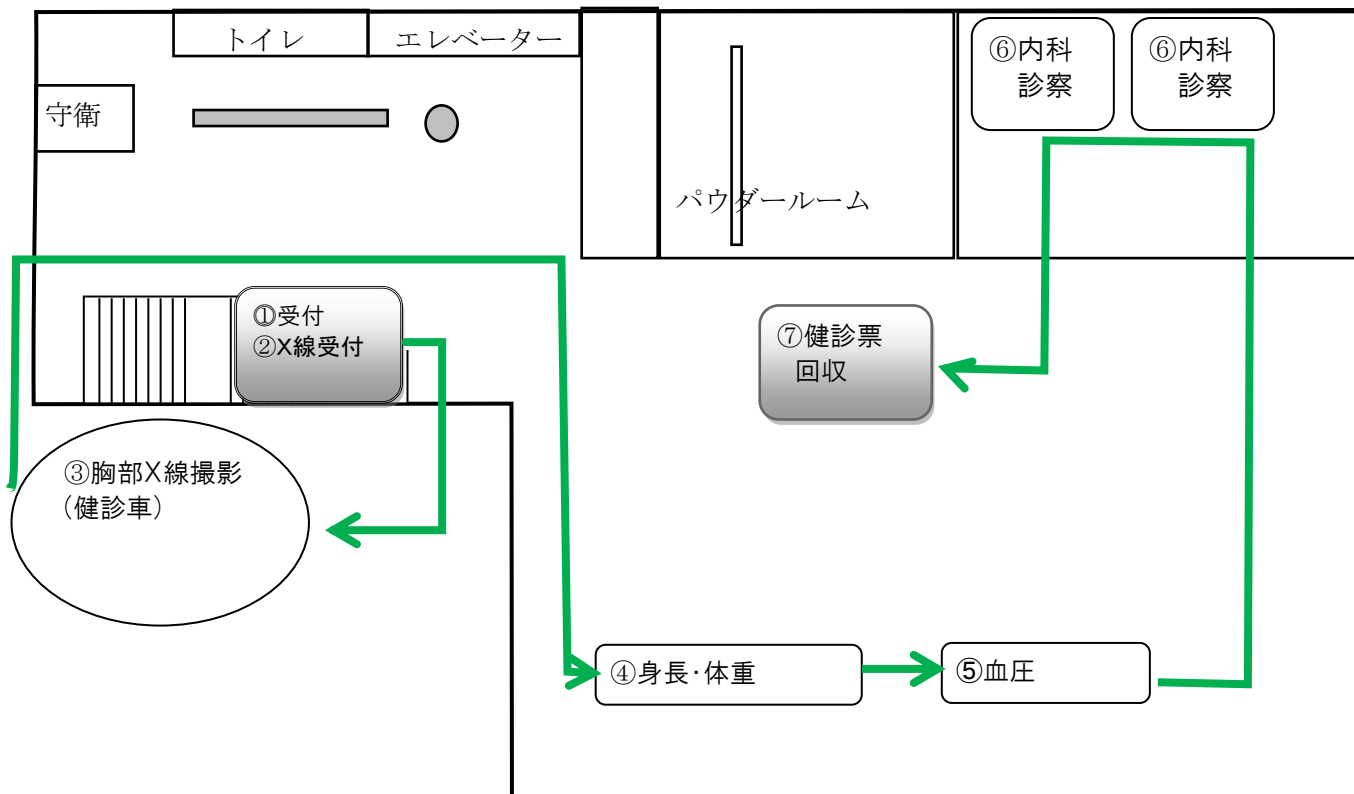 トイレ
エレベーター
⑥内科
診察
⑥内科
診察
守衛
パウダールーム
①受付
②X線受付
⑦健診票
回収
③胸部X線撮影
(健診車)
④身長・体重
⑤血圧